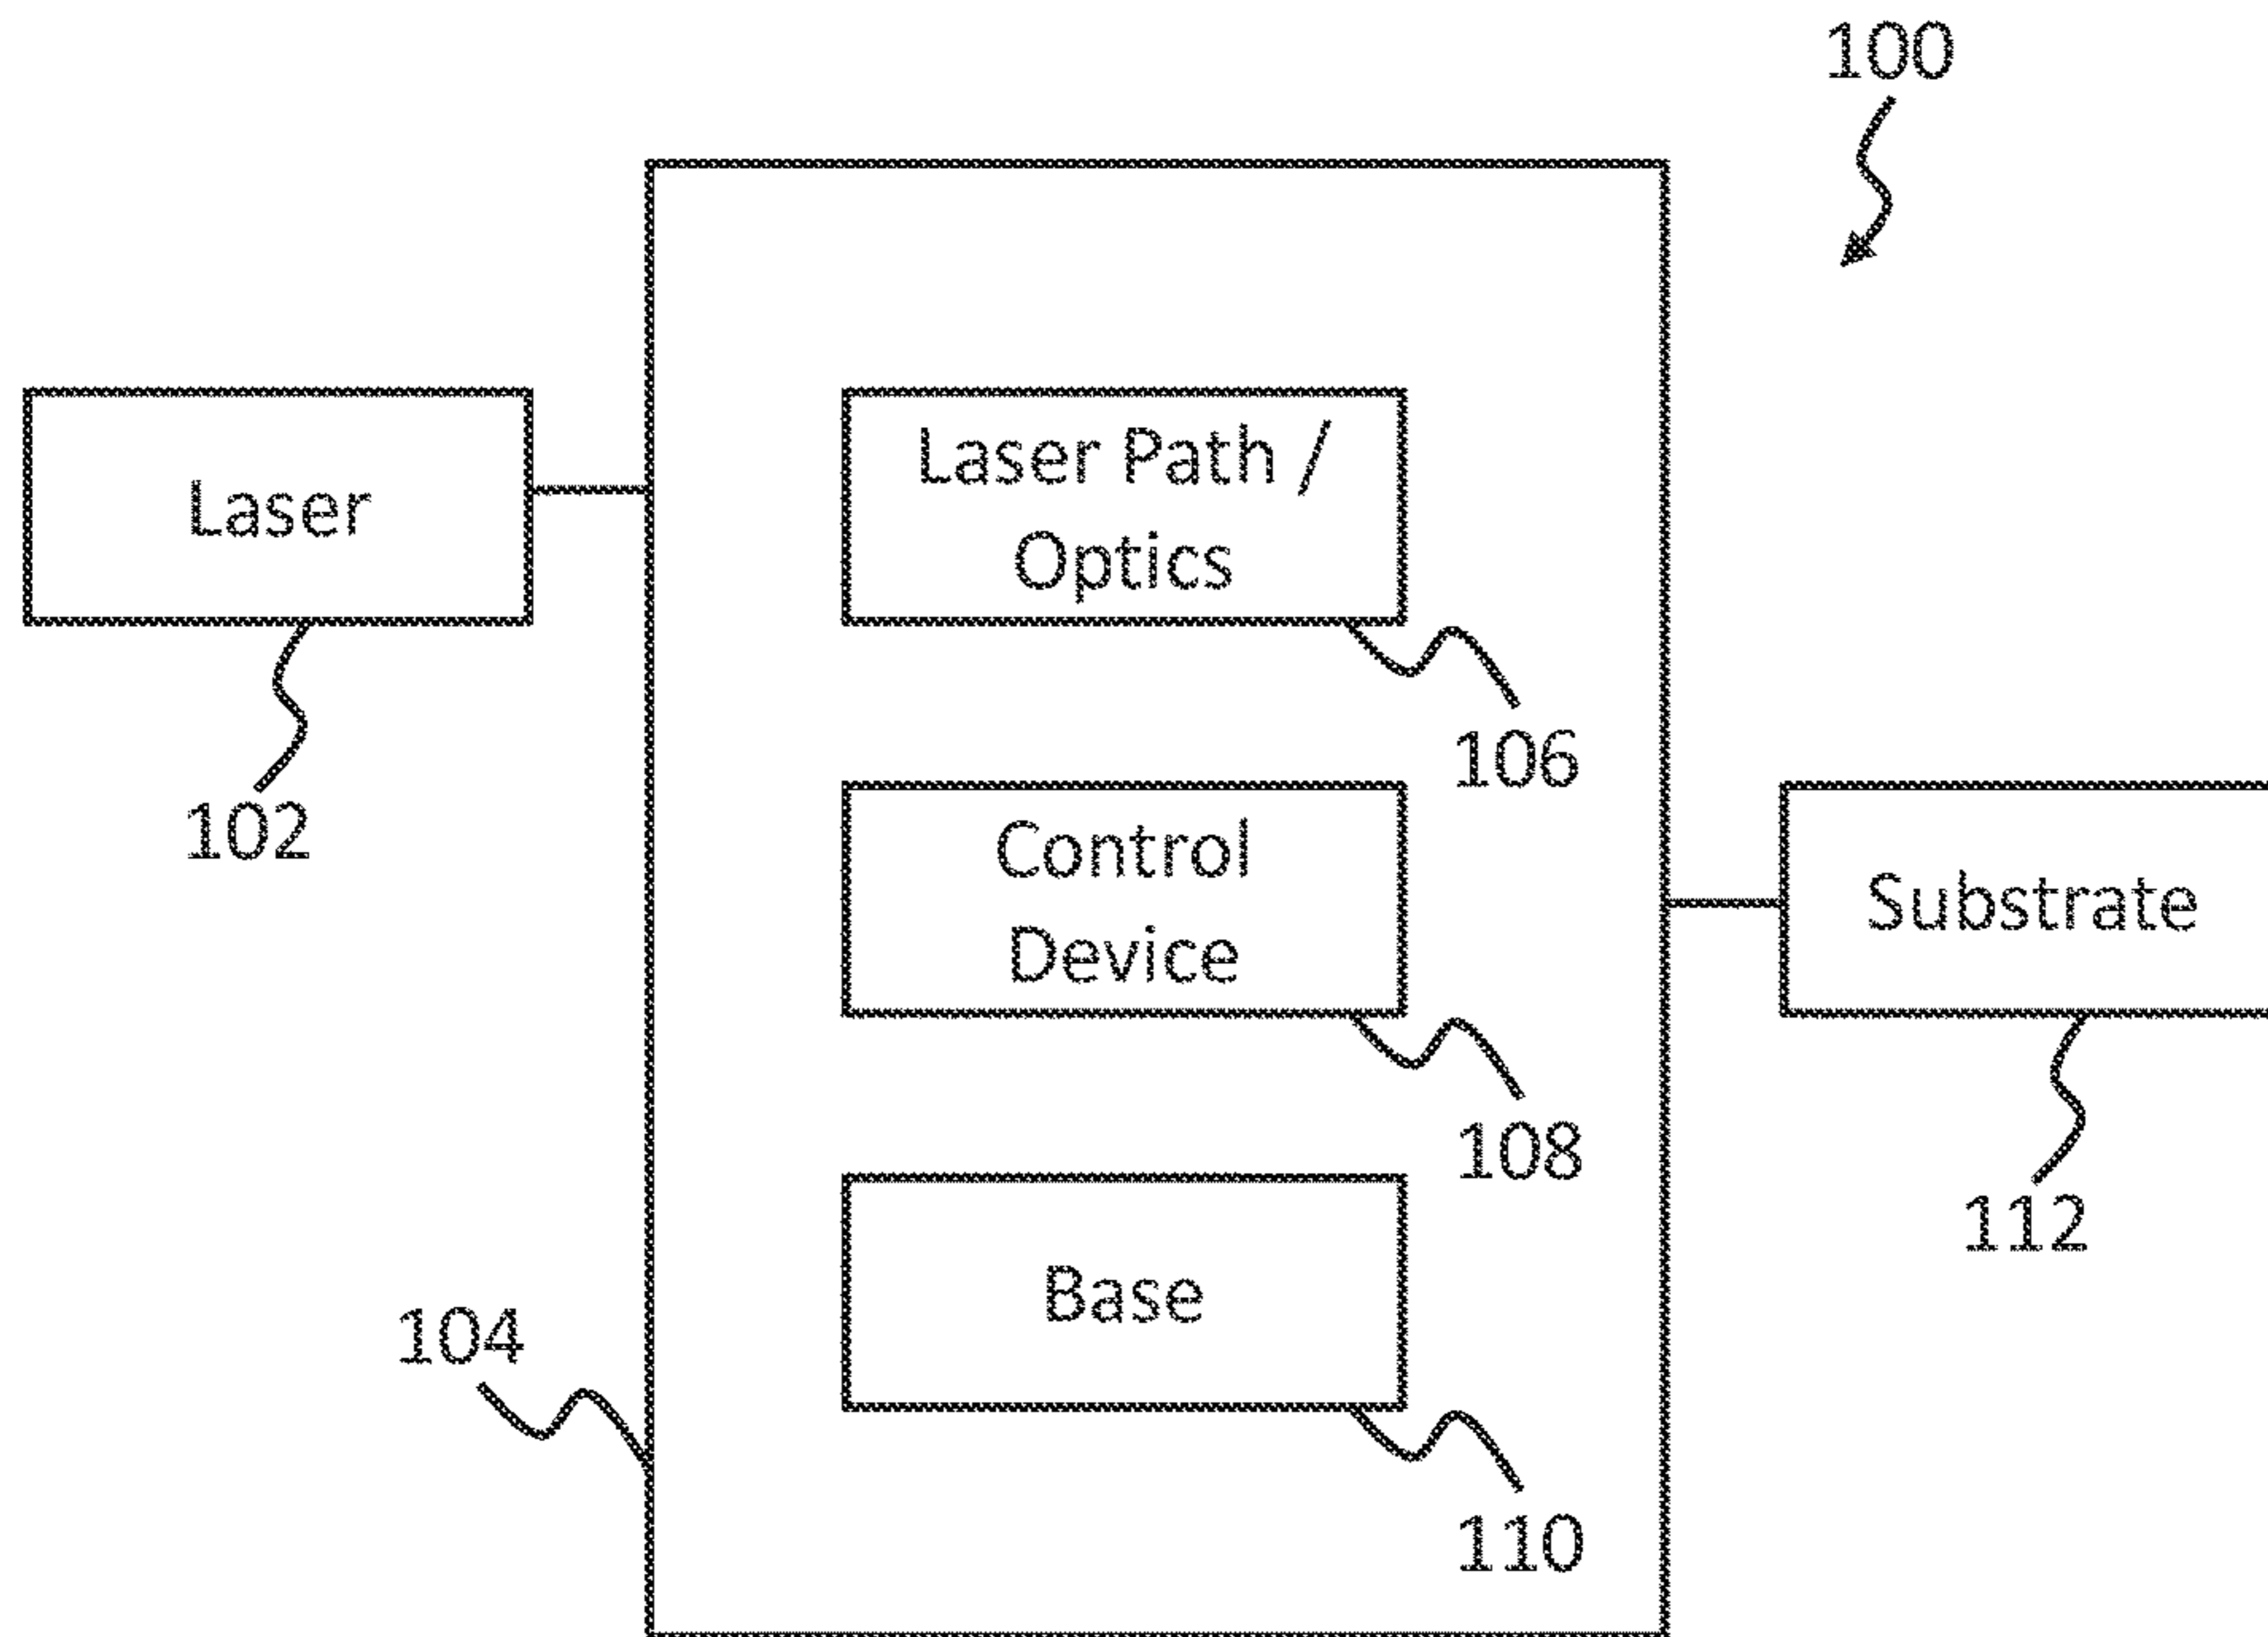 100
Laser
102
Laser Path /
Optics
106
Control
Device
108
Base
110
104
Substrate
112